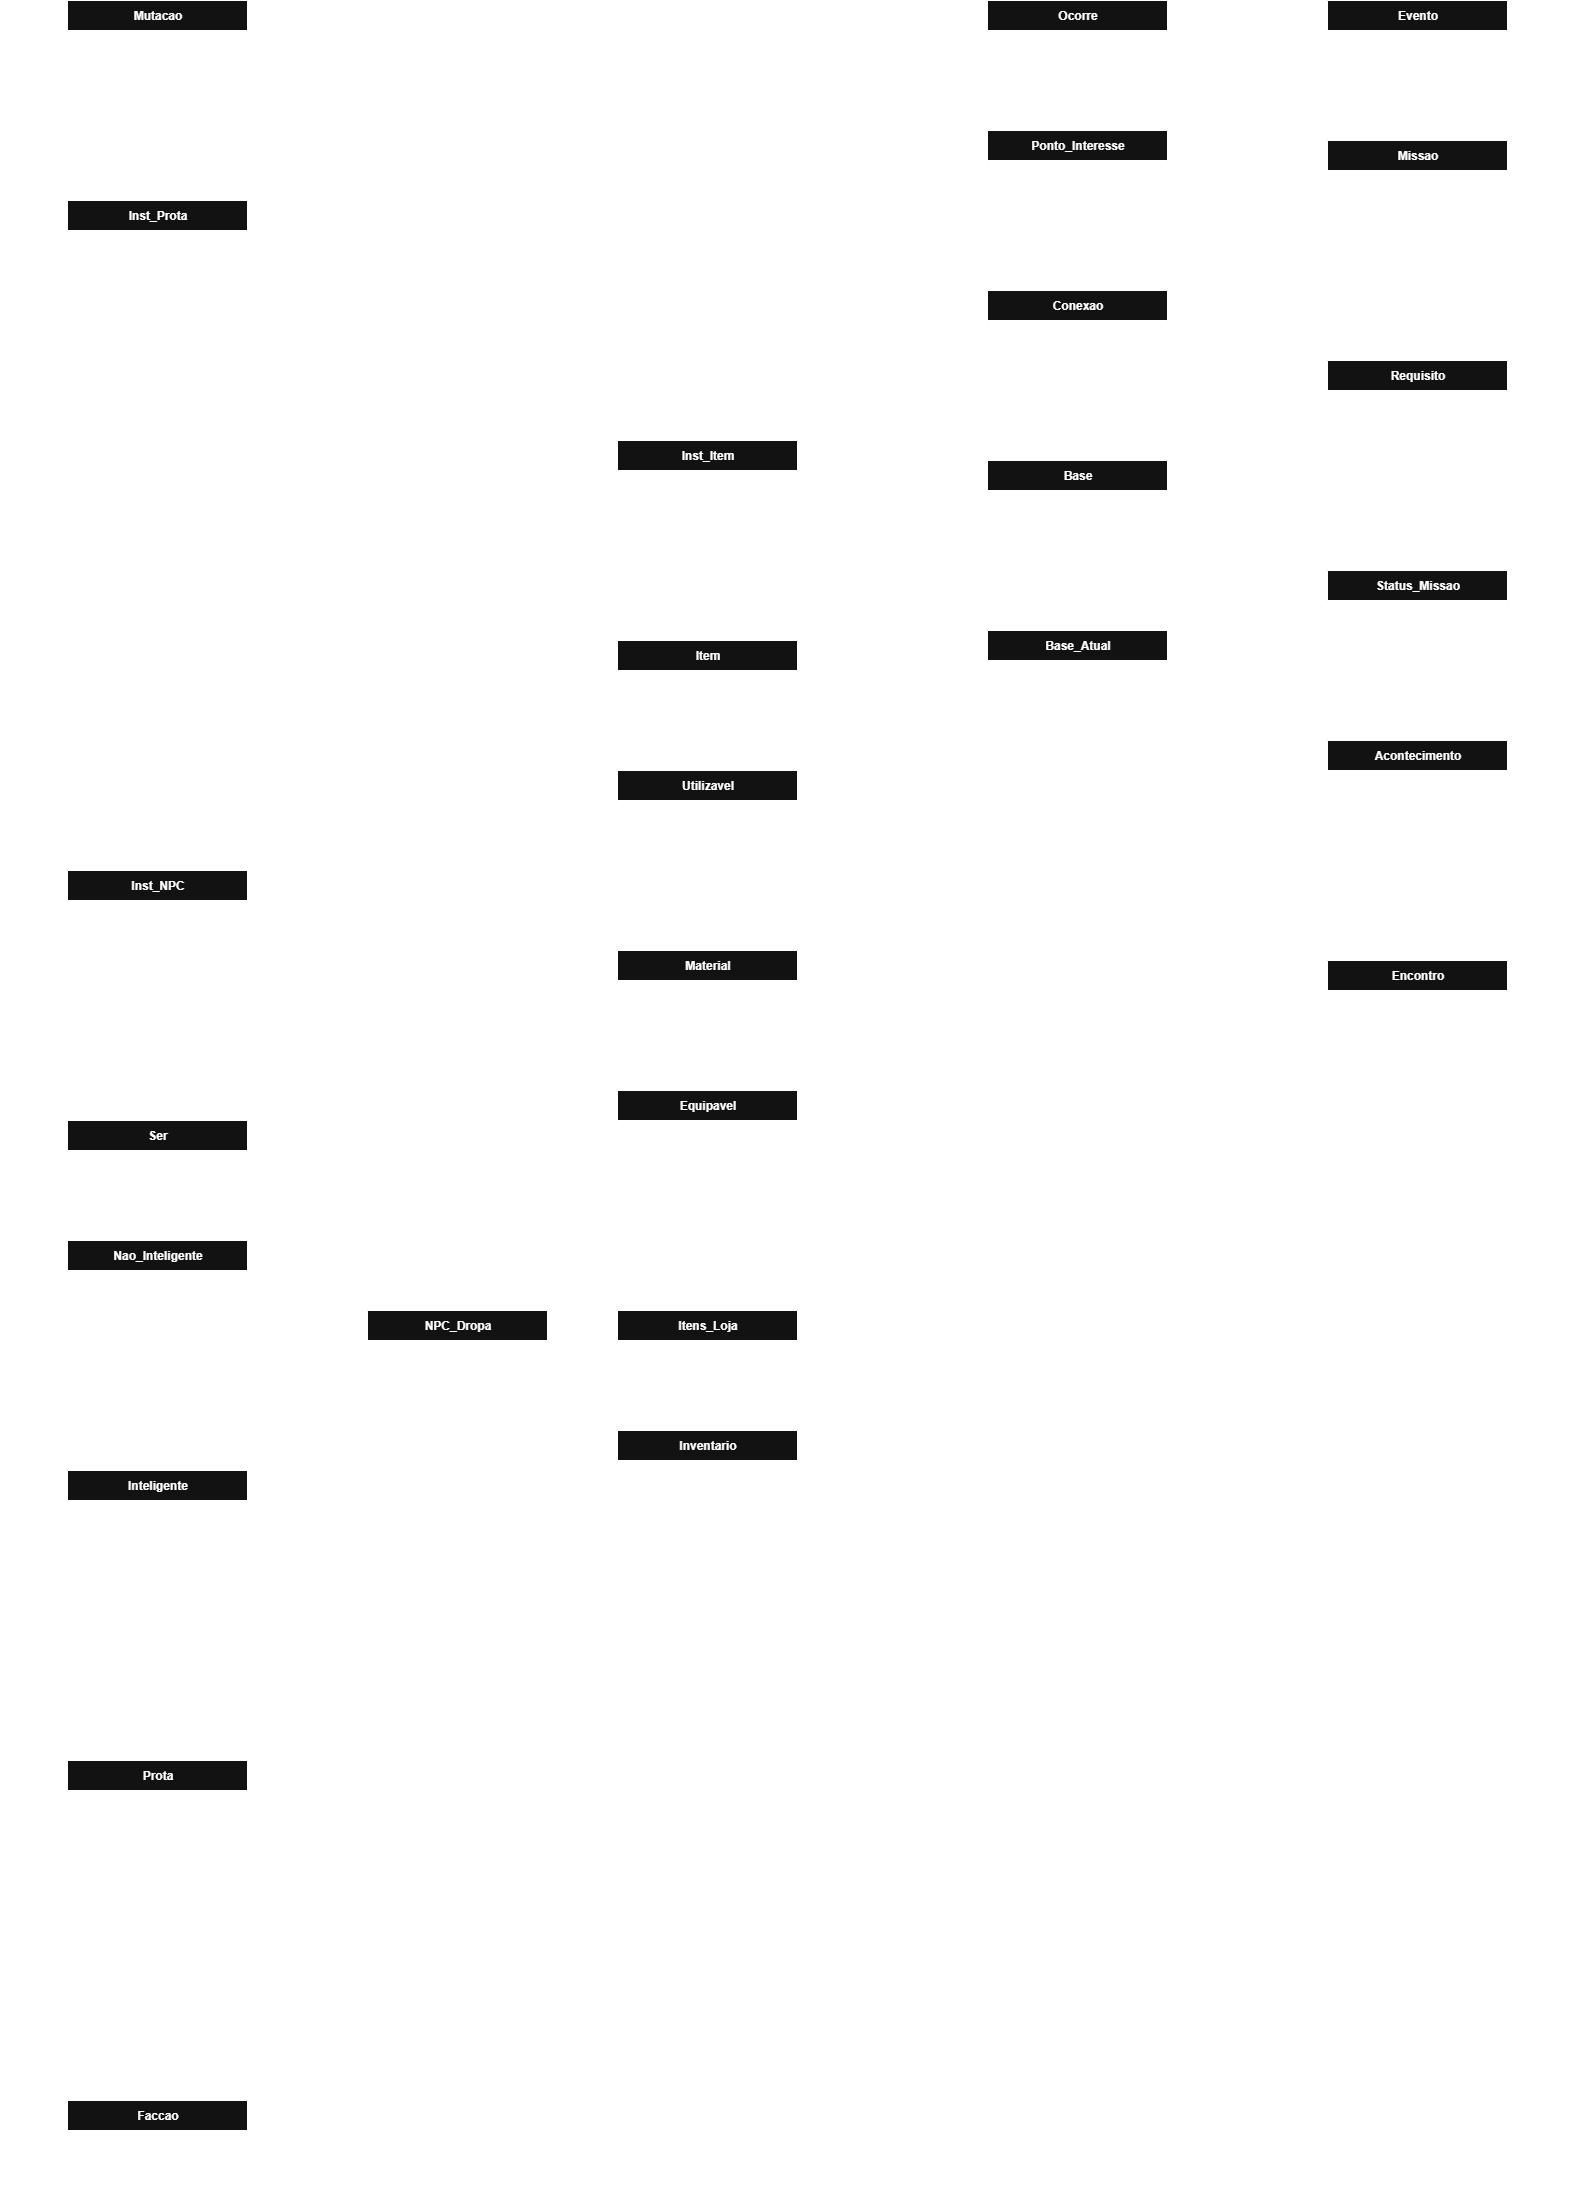 Mutacao
Ocorre
Evento
Ponto_Interesse
Missao
Inst_Prota
Conexao
Requisito
Inst_Item
Base
Status_Missao
Base_Atual
Item
Acontecimento
Utilizavel
Inst_NPC
Material
Encontro
Equipavel
Ser
Nao_Inteligente
NPC_Dropa
Itens_Loja
Inventario
Inteligente
Prota
Faccao